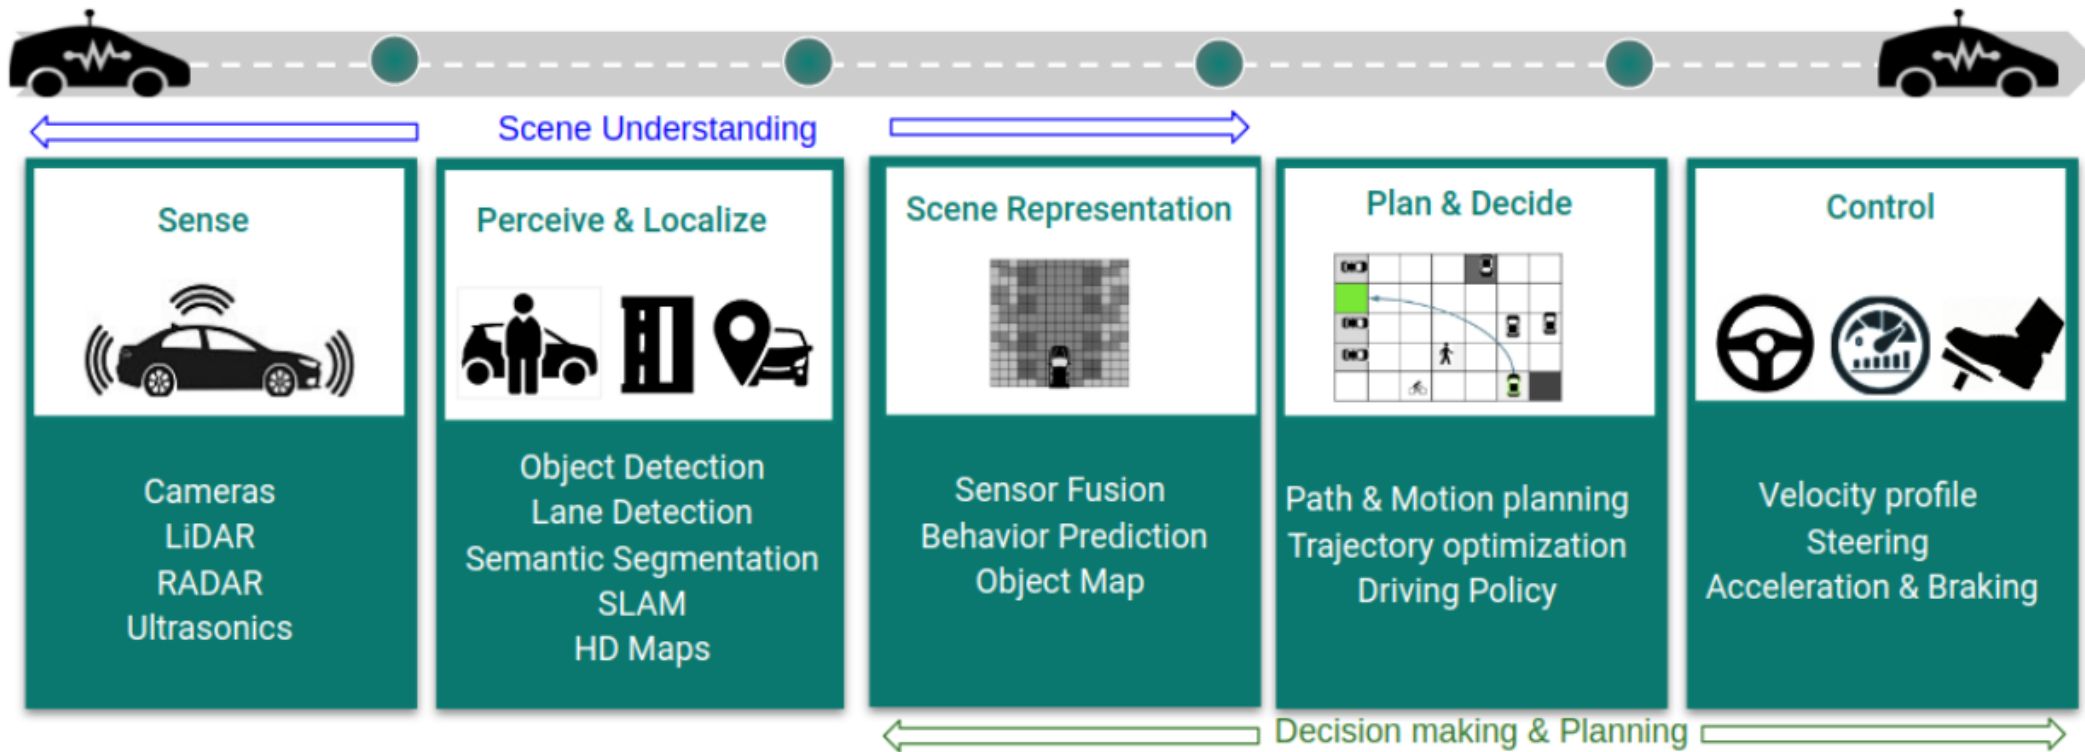 Scene Understanding
Sense
Cameras
LiDAR
RADAR
Ultrasonics
Perceive & Localize
Object Detection
Lane Detection
Semantic Segmentation
SLAM
HD Maps
Scene Representation
Sensor Fusion
Behavior Prediction
Object Map
Plan & Decide
Path & Motion planning
Trajectory optimization
Driving Policy
Control
Velocity profile
Steering
Acceleration & Braking
Decision making & Planning